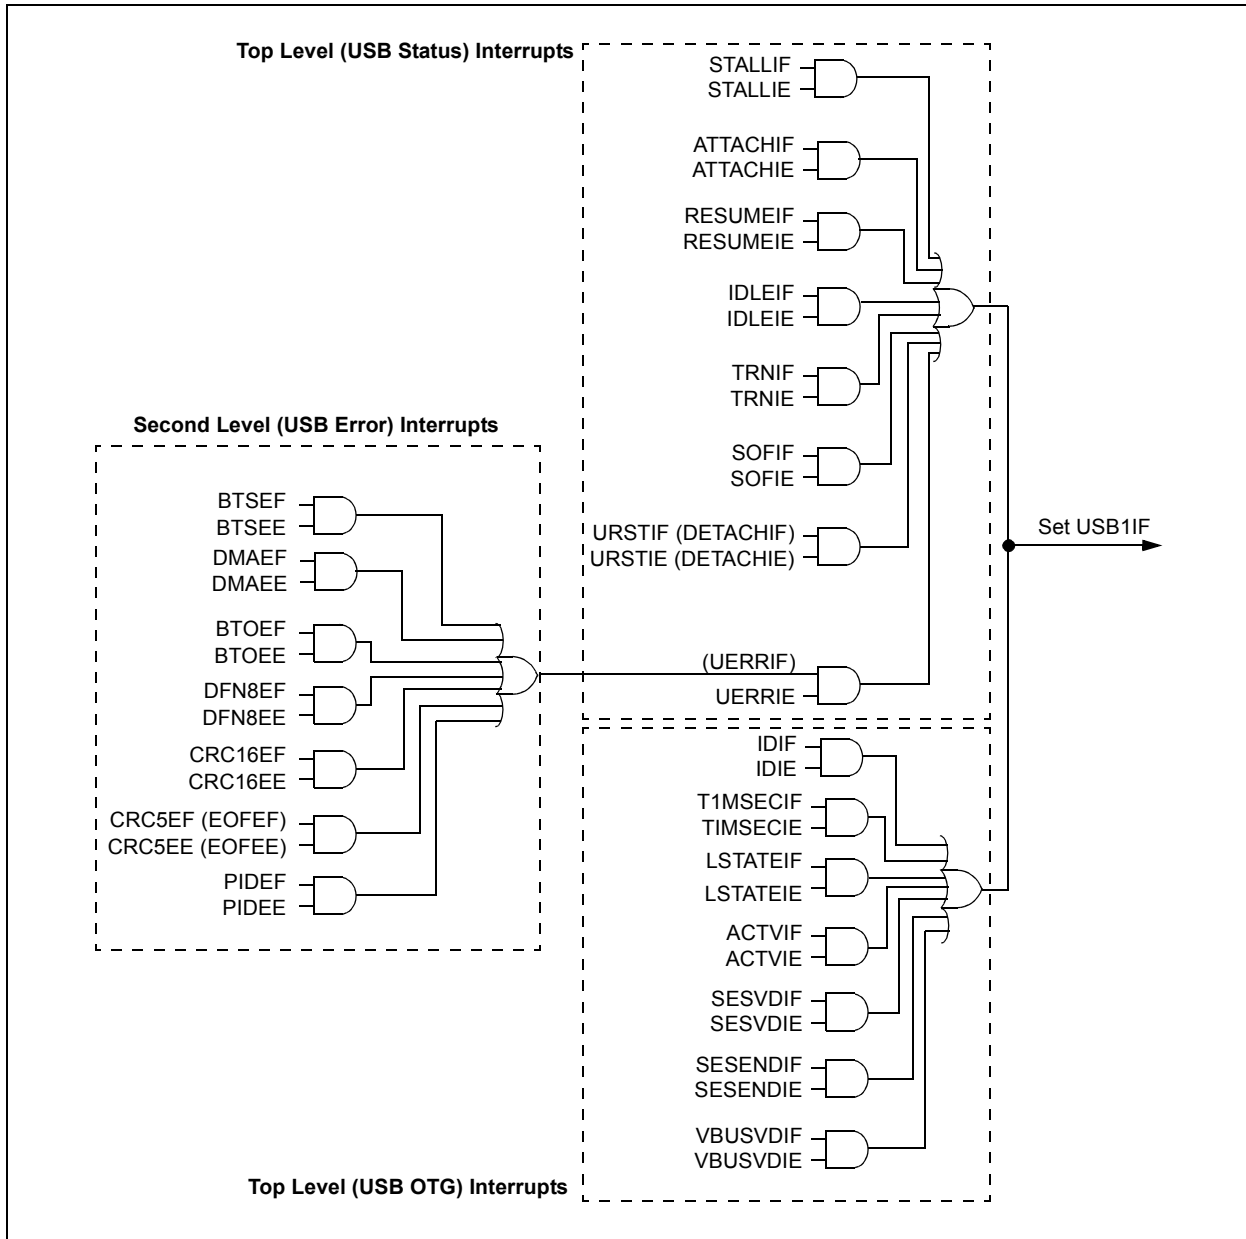 Top Level (USB Status) Interrupts
STALLIF
STALLIE
ATTACHIF
ATTACHIE
RESUMEIF
RESUMEIE
IDLEIF
IDLEIE
TRNIF
TRNIE
SOFIF
SOFIE
URSTIF (DETACHIF)
URSTIE (DETACHIE)
(UERRIF)
UERRIE
Second Level (USB Error) Interrupts
BTSEF
BTSEE
DMAEF
DMAEE
BTOEF
BTOEE
DFN8EF
DFN8EE
CRC16EF
CRC16EE
CRC5EF (EOFEF)
CRC5EE (EOFEE)
PIDEF
PIDEE
Set USB1IF
IDIF
IDIE
T1MSECIF
TIMSECIE
LSTATEIF
LSTATEIE
ACTVIF
ACTVIE
SESVDIF
SESVDIE
SESENDIF
SESENDIE
VBUSVDIF
VBUSVDIE
Top Level (USB OTG) Interrupts